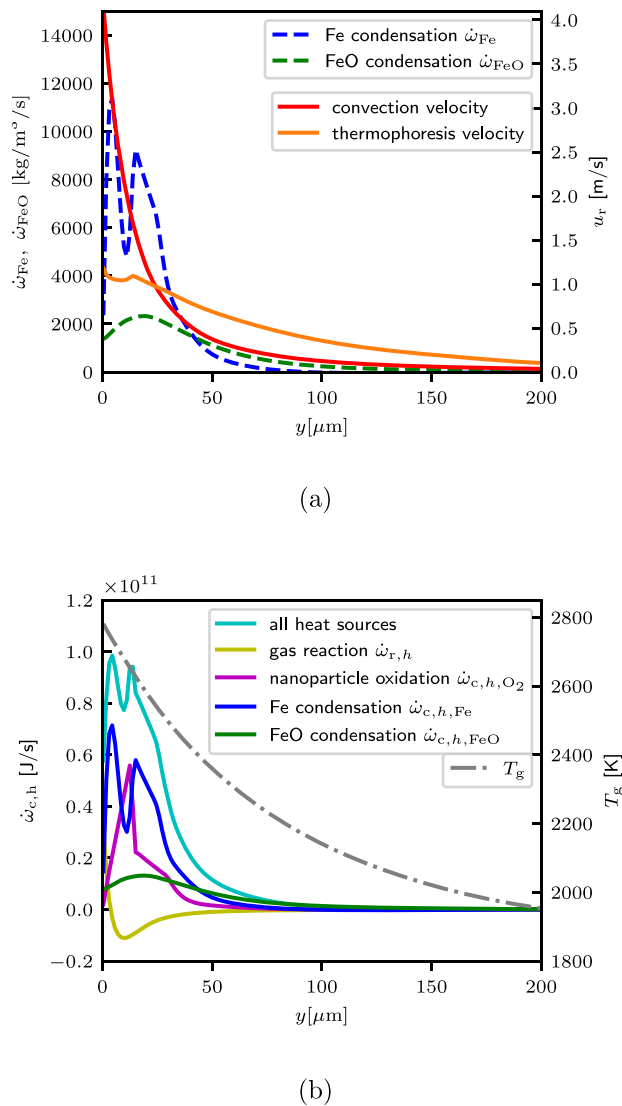 14000
12000
10000
8000
6000
4000
2000
0
ω̇Fe, ω̇FeO [kg/m³/s]
Fe condensation ω̇Fe
FeO condensation ω̇FeO
convection velocity
thermophoresis velocity
4.0
3.5
3.0
2.5
2.0
1.5
1.0
0.5
0.0
ur [m/s]
0 50 100 150 200
y[μm]
(a)
×10¹¹
1.2
1.0
0.8
0.6
0.4
0.2
0.0
−0.2
ω̇c,h [J/s]
all heat sources
gas reaction ω̇r,h
nanoparticle oxidation ω̇c,h,O₂
Fe condensation ω̇c,h,Fe
FeO condensation ω̇c,h,FeO
Tg
2800
2600
2400
2200
2000
1800
Tg [K]
0 50 100 150 200
y[μm]
(b)